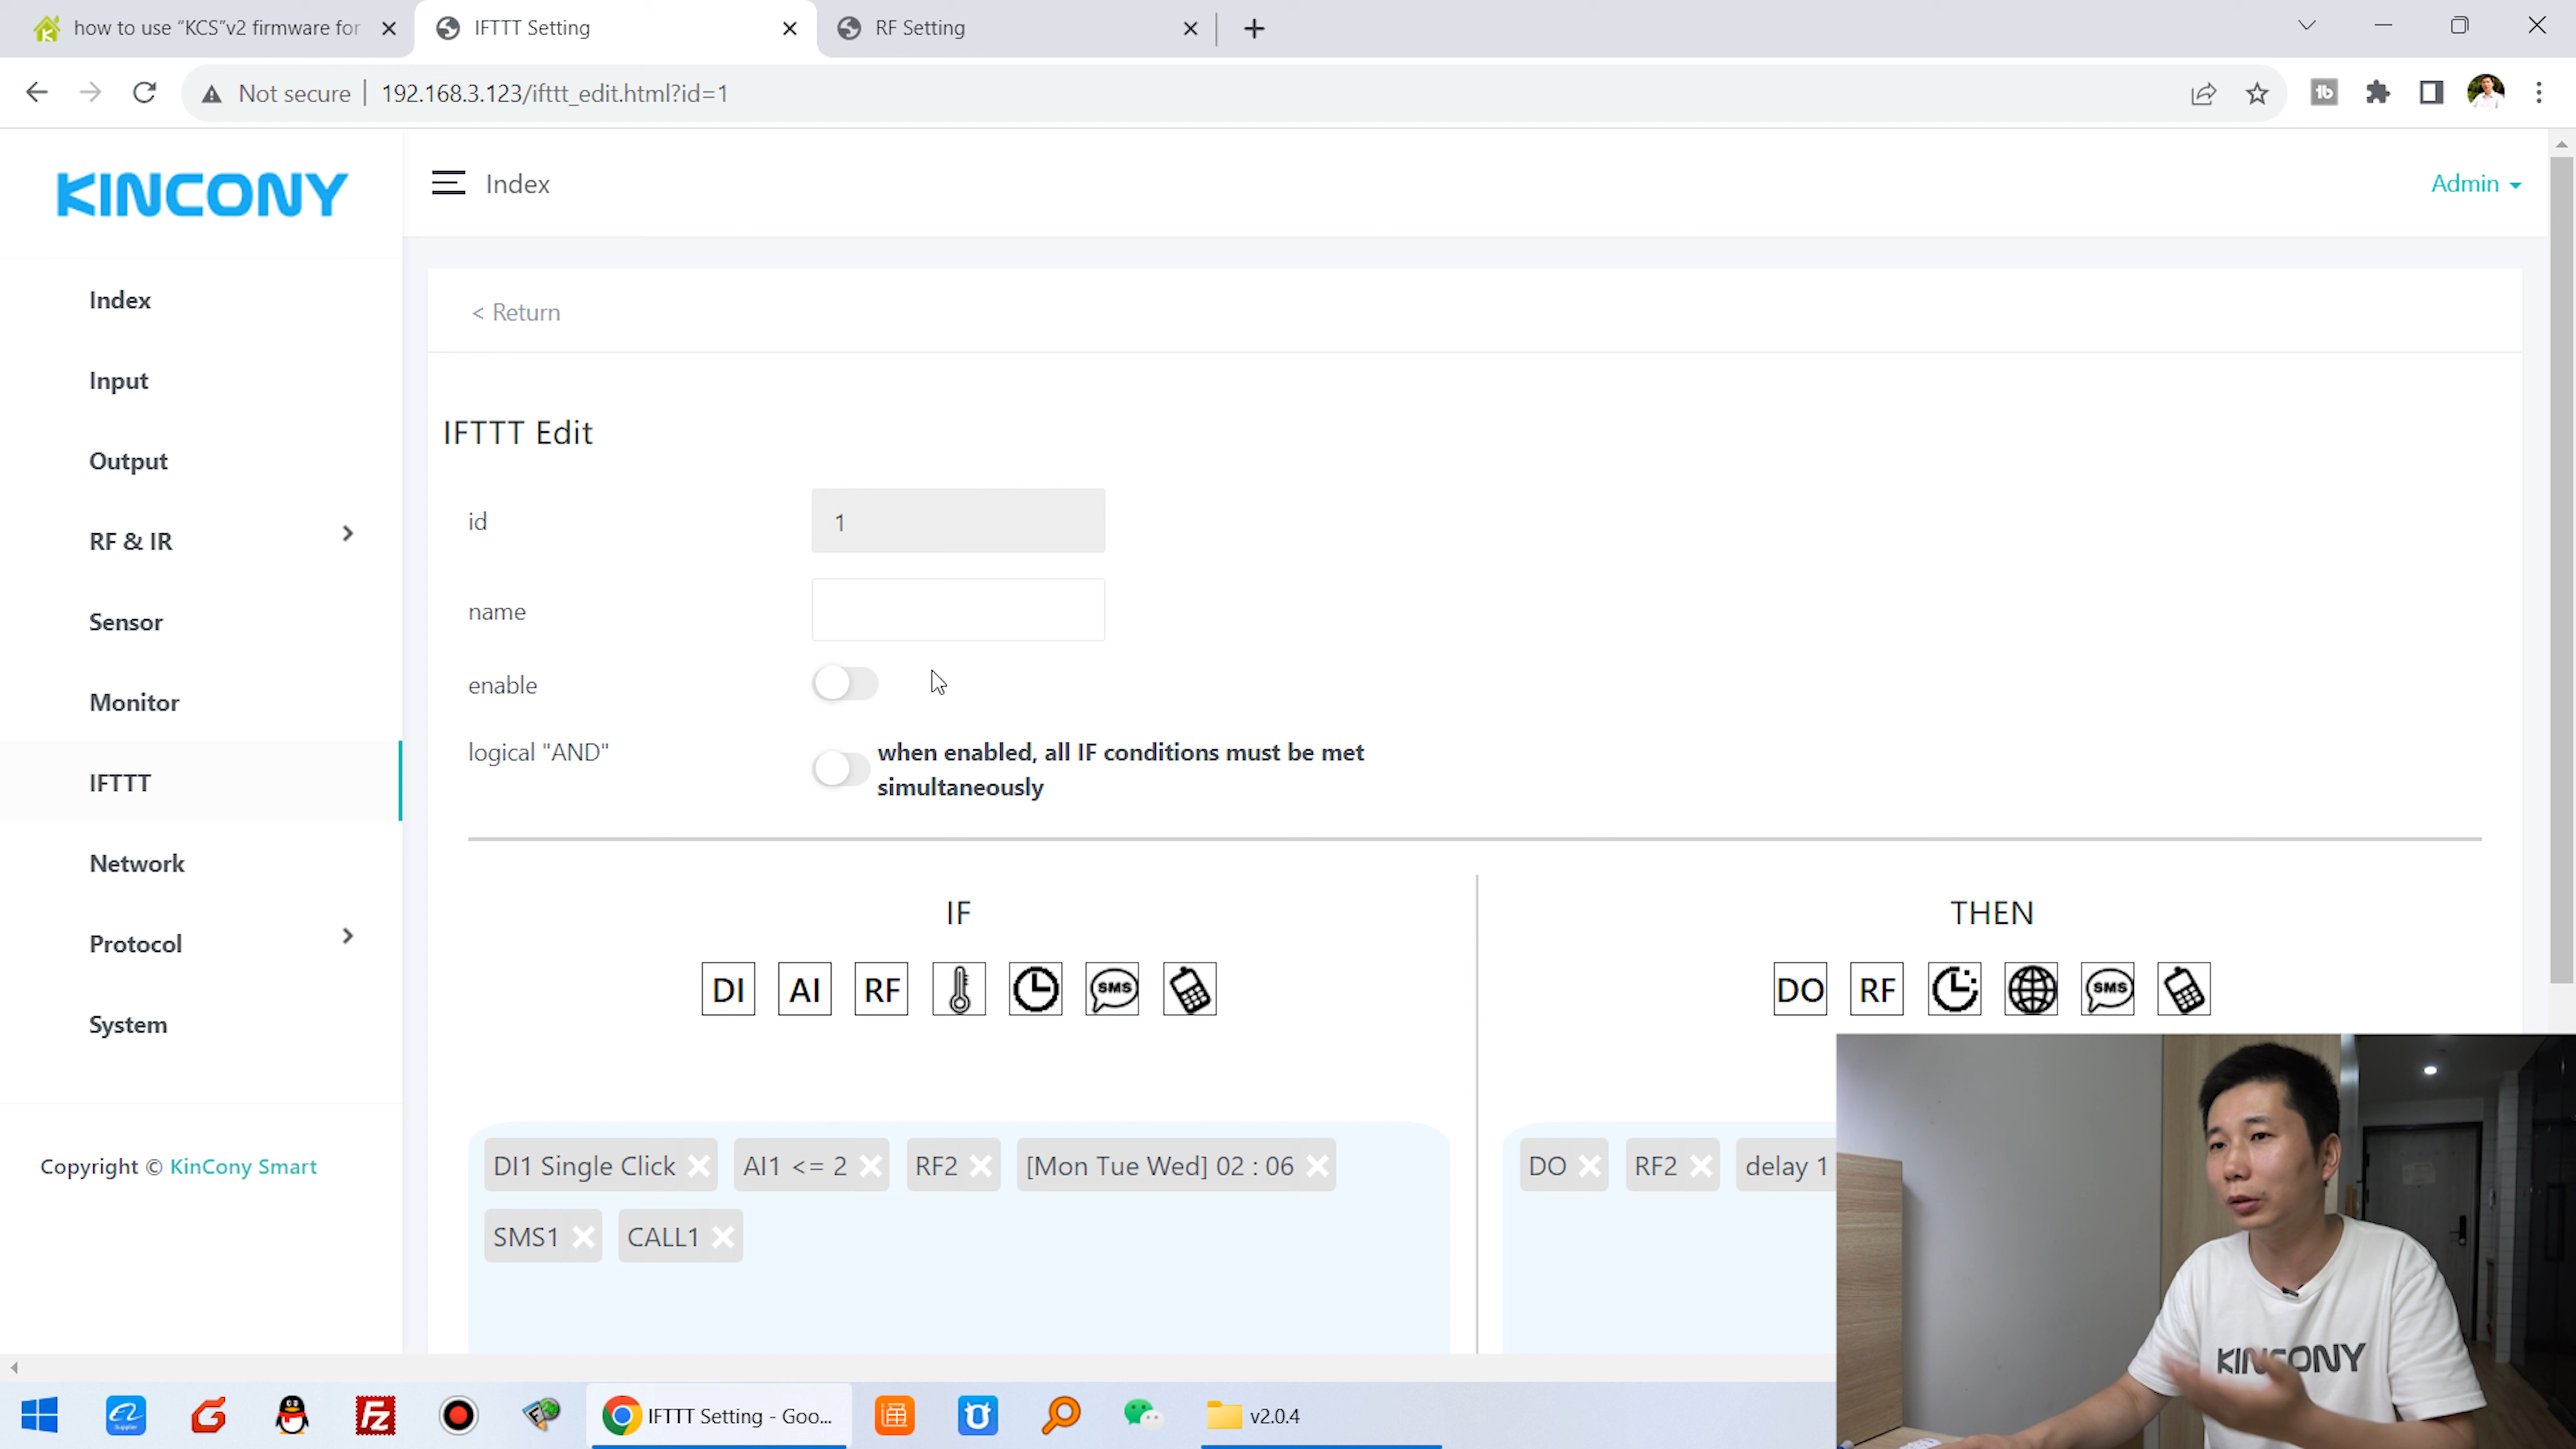 how to use “KCS”v2 firmware for
IFTTT Setting
RF Setting
Not secure
192.168.3.123/ifttt_edit.html?id=1
KINCONY
Index
Admin
Index
Input
Output
RF & IR
Sensor
Monitor
IFTTT
Network
Protocol
System
Copyright © KinCony Smart
< Return
IFTTT Edit
id
1
name
enable
logical "AND"
when enabled, all IF conditions must be met
simultaneously
IF
DI
AI
RF
SMS
THEN
DO
RF
SMS
DI1 Single Click
AI1 <= 2
RF2
[Mon Tue Wed] 02 : 06
SMS1
CALL1
DO
RF2
delay 1
KINCONY
IFTTT Setting - Goo...
v2.0.4